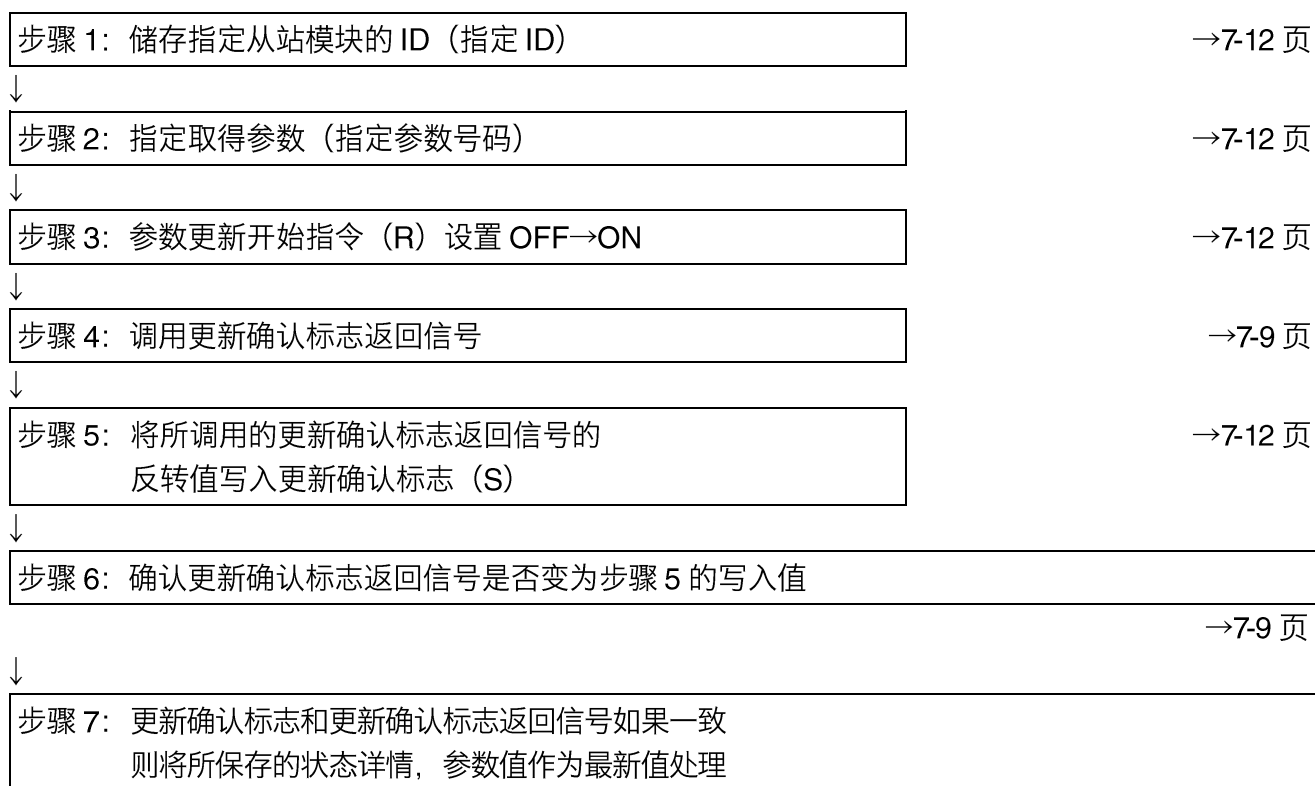 步骤 1：储存指定从站模块的 ID（指定 ID） →7-12 页
↓
步骤 2：指定取得参数（指定参数号码） →7-12 页
↓
步骤 3：参数更新开始指令（R）设置 OFF→ON →7-12 页
↓
步骤 4：调用更新确认标志返回信号 →7-9 页
↓
步骤 5：将所调用的更新确认标志返回信号的 →7-12 页
反转值写入更新确认标志（S）
↓
步骤 6：确认更新确认标志返回信号是否变为步骤 5 的写入值
→7-9 页
↓
步骤 7：更新确认标志和更新确认标志返回信号如果一致
则将所保存的状态详情，参数值作为最新值处理